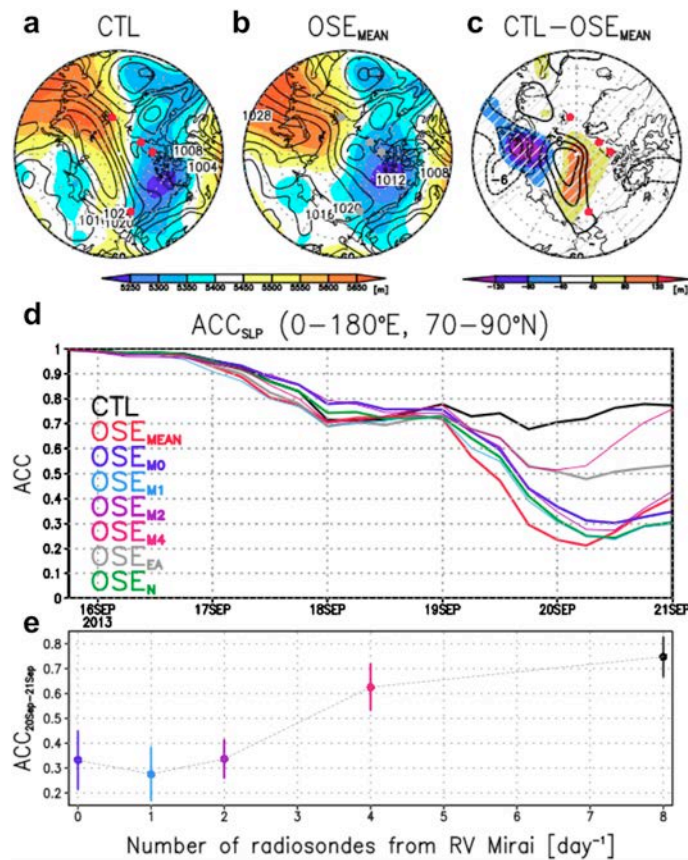 a CTL b OSE MEAN c CTL−OSE MEAN
1028
1008
1004
1012
1008
1016
1020
−6
60
5250 5300 5350 5400 5450 5500 5550 5600 5650
[m]
−120 −80 −40 40 80 120
[m]
d ACC SLP (0−180°E, 70−90°N)
1
0.9
0.8
0.7
0.6
0.5
0.4
0.3
0.2
0.1
0
ACC
CTL
OSE MEAN
OSE M0
OSE M1
OSE M2
OSE M4
OSE EA
OSE N
16SEP 17SEP 18SEP 19SEP 20SEP 21SEP
2013
e
0.8
0.7
0.6
0.5
0.4
0.3
0.2
ACC 20Sep−21Sep
0 1 2 3 4 5 6 7 8
Number of radiosondes from RV Mirai [day⁻¹]